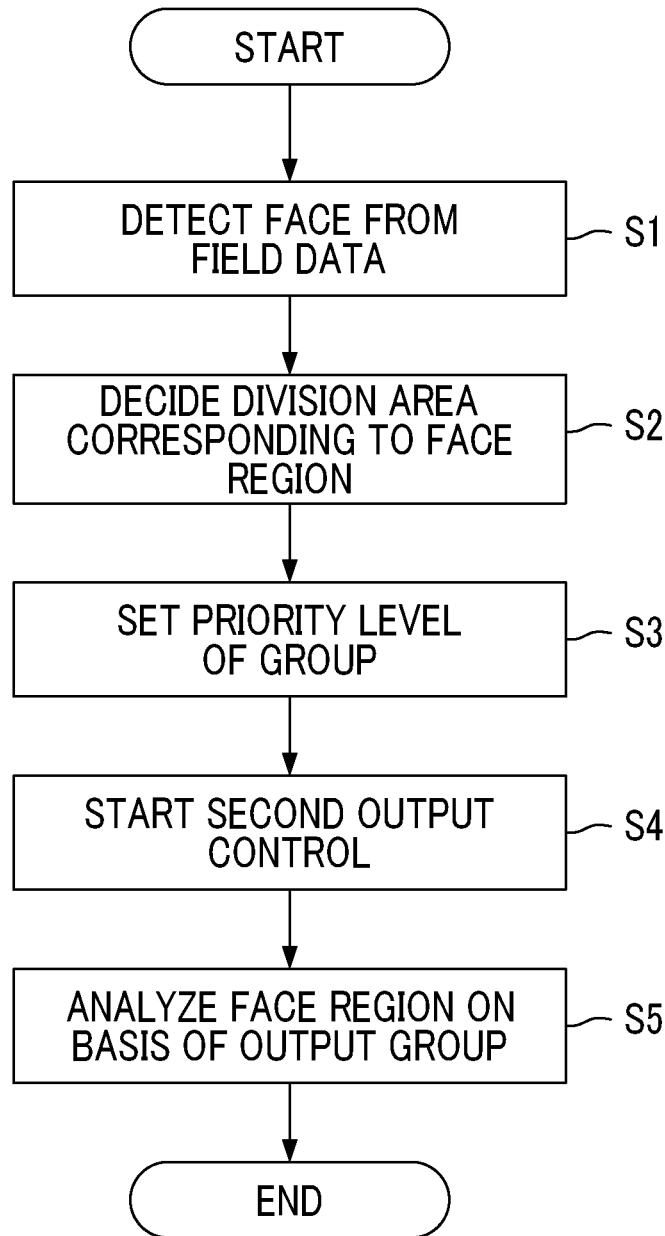 START
DETECT FACE FROM
FIELD DATA
S1
DECIDE DIVISION AREA
CORRESPONDING TO FACE
REGION
S2
SET PRIORITY LEVEL
OF GROUP
S3
START SECOND OUTPUT
CONTROL
S4
ANALYZE FACE REGION ON
BASIS OF OUTPUT GROUP
S5
END